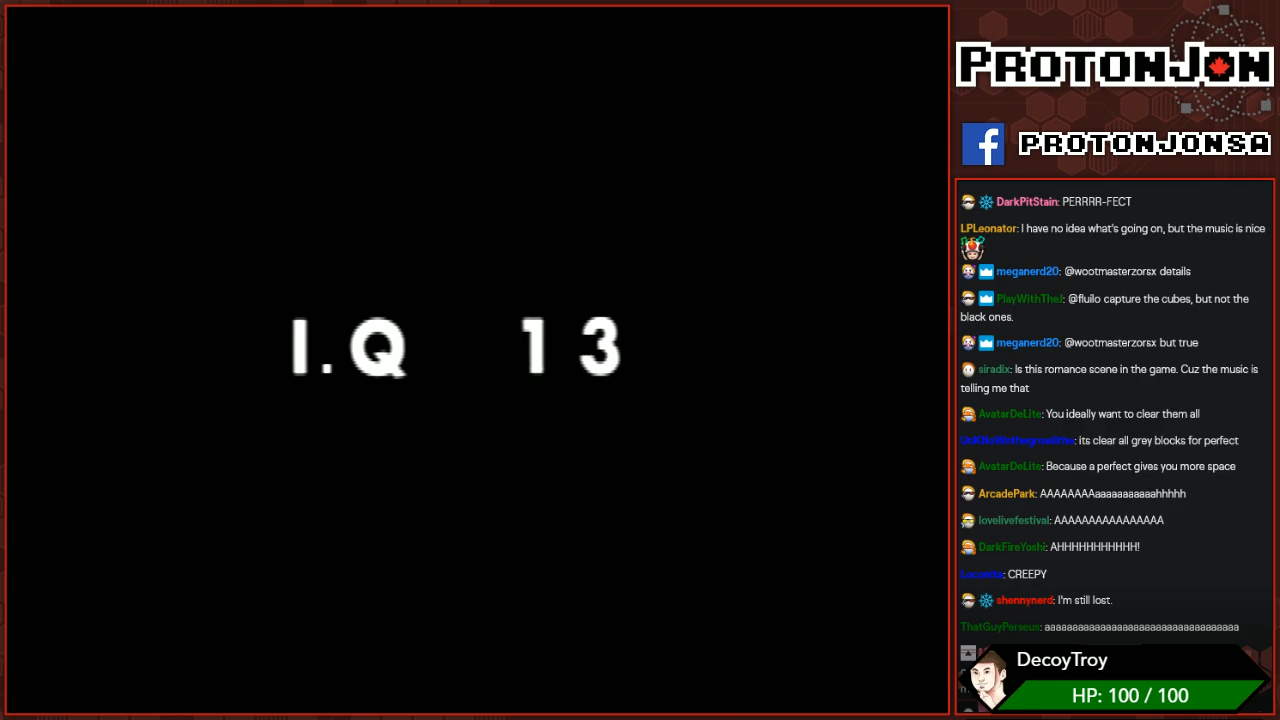 I.Q 13
PROTONJON
PROTONJONSA
DarkPitStain: PERRRR-FECT
LPLeonator: I have no idea what's going on, but the music is nice
meganerd20: @wootmasterzorsx details
PlayWithTheJ: @fluilo capture the cubes, but not the
black ones.
meganerd20: @wootmasterzorsx but true
siradix: Is this romance scene in the game. Cuz the music is
telling me that
AvatarDeLite: You ideally want to clear them all
: its clear all grey blocks for perfect
AvatarDeLite: Because a perfect gives you more space
ArcadePark: AAAAAAAAaaaaaaaaaaahhhhh
lovelivefestival: AAAAAAAAAAAAAAAA
DarkFireYoshi: AHHHHHHHHHHH!
: CREEPY
shennynerd: I'm still lost.
ThatGuyPerseus: aaaaaaaaaaaaaaaaaaaaaaaaaaaaaaaaaaa
DecoyTroy
HP: 100 / 100